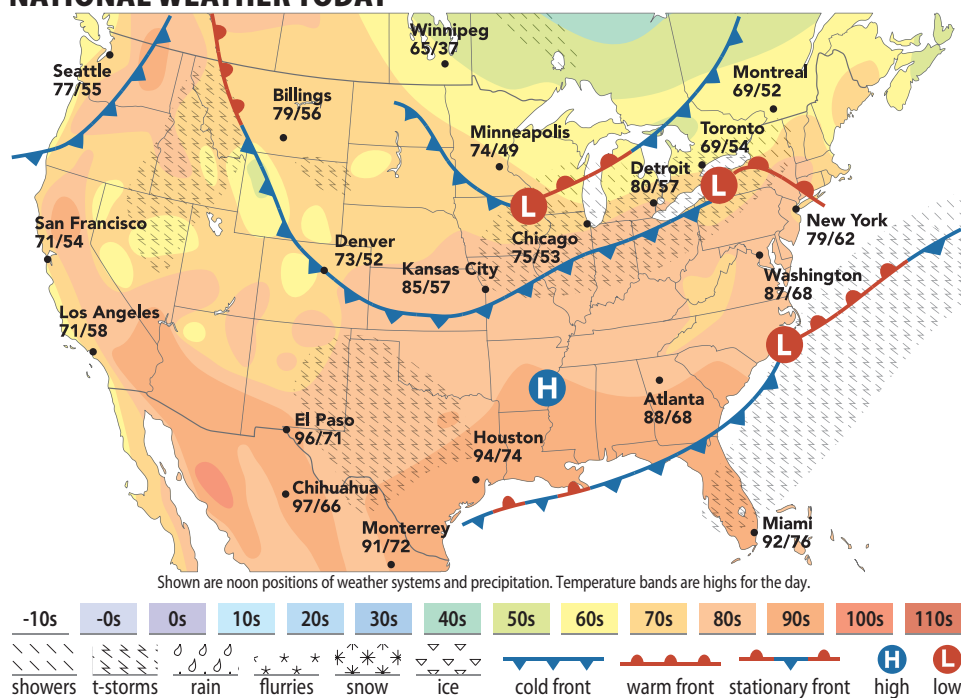 NATIONAL WEATHER TODAY
Winnipeg
65/37
Seattle
77/55
Montreal
69/52
Billings
79/56
Minneapolis
74/49
Toronto
69/54
Detroit
80/57
L
L
San Francisco
71/54
New York
79/62
Denver
73/52
Chicago
75/53
Kansas City
85/57
Washington
87/68
Los Angeles
71/58
L
H
Atlanta
88/68
El Paso
96/71
Houston
94/74
Chihuahua
97/66
Monterrey
91/72
Miami
92/76
Shown are noon positions of weather systems and precipitation. Temperature bands are highs for the day.
-10s -0s 0s 10s 20s 30s 40s 50s 60s 70s 80s 90s 100s 110s
H L
showers t-storms rain flurries snow ice cold front warm front stationary front high low